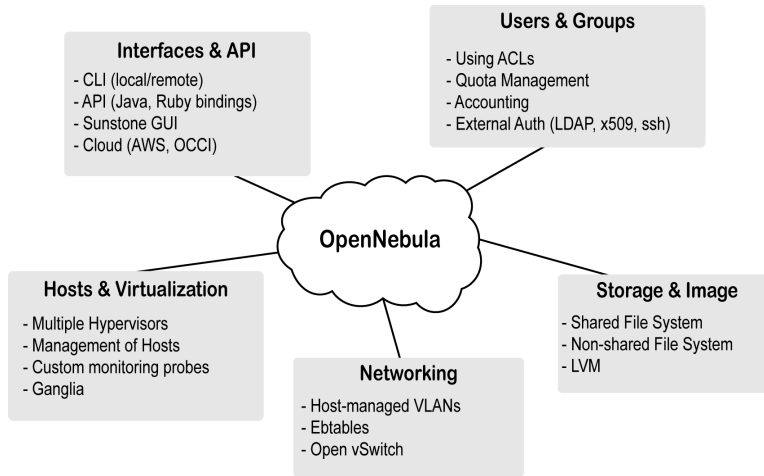 Interfaces & API
- CLI (local/remote)
- API (Java, Ruby bindings)
- Sunstone GUI
- Cloud (AWS, OCCI)
Users & Groups
- Using ACLs
- Quota Management
- Accounting
- External Auth (LDAP, x509, ssh)
OpenNebula
Hosts & Virtualization
- Multiple Hypervisors
- Management of Hosts
- Custom monitoring probes
- Ganglia
Networking
- Host-managed VLANs
- Ebtables
- Open vSwitch
Storage & Image
- Shared File System
- Non-shared File System
- LVM